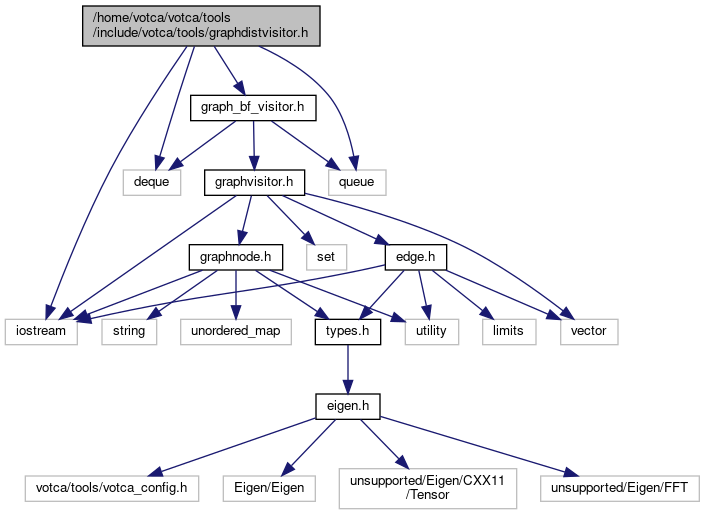 /home/votca/votca/tools
/include/votca/tools/graphdistvisitor.h
graph_bf_visitor.h
deque
graphvisitor.h
queue
graphnode.h
set
edge.h
iostream
string
unordered_map
types.h
utility
limits
vector
eigen.h
votca/tools/votca_config.h
Eigen/Eigen
unsupported/Eigen/CXX11
/Tensor
unsupported/Eigen/FFT